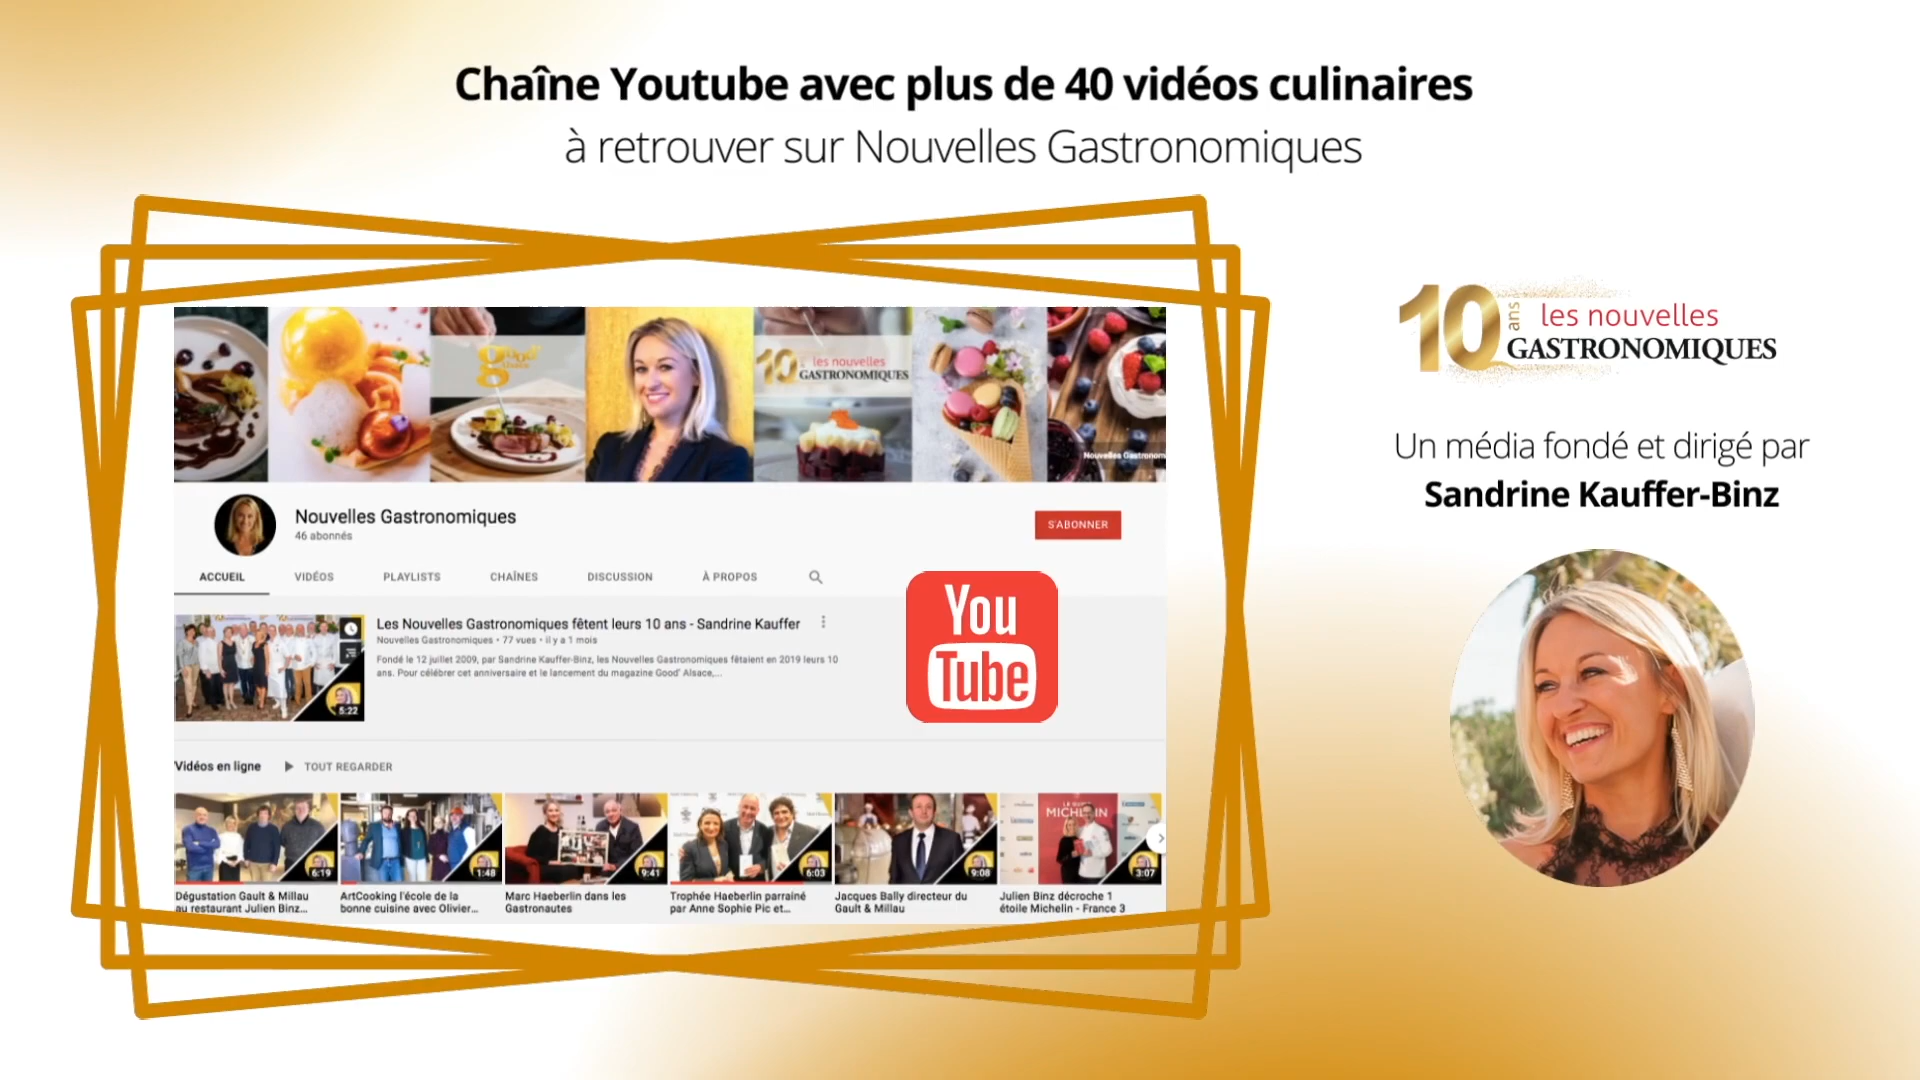 Chaîne Youtube avec plus de 40 vidéos culinaires
à retrouver sur Nouvelles Gastronomiques
good'
10 les nouvelles
GASTRONOMIQUES
Nouvelles Gastronom
Nouvelles Gastronomiques
46 abonnés
S'ABONNER
ACCUEIL VIDÉOS PLAYLISTS CHAÎNES DISCUSSION À PROPOS
Les Nouvelles Gastronomiques fêtent leurs 10 ans - Sandrine Kauffer
Nouvelles Gastronomiques • 77 vues • il y a 1 mois
Fondé le 12 juillet 2009, par Sandrine Kauffer-Binz, les Nouvelles Gastronomiques fêtaient en 2019 leurs 10
ans. Pour célébrer cet anniversaire et le lancement du magazine Good' Alsace,...
5:22
You
Tube
Vidéos en ligne TOUT REGARDER
MICHELIN
6:19 1:48 9:41 6:03 9:08 3:07
Dégustation Gault & Millau
au restaurant Julien Binz...
ArtCooking l'école de la
bonne cuisine avec Olivier...
Marc Haeberlin dans les
Gastronautes
Trophée Haeberlin parrainé
par Anne Sophie Pic et...
Jacques Bally directeur du
Gault & Millau
Julien Binz décroche 1
étoile Michelin - France 3
10 ans les nouvelles
GASTRONOMIQUES
Un média fondé et dirigé par
Sandrine Kauffer-Binz